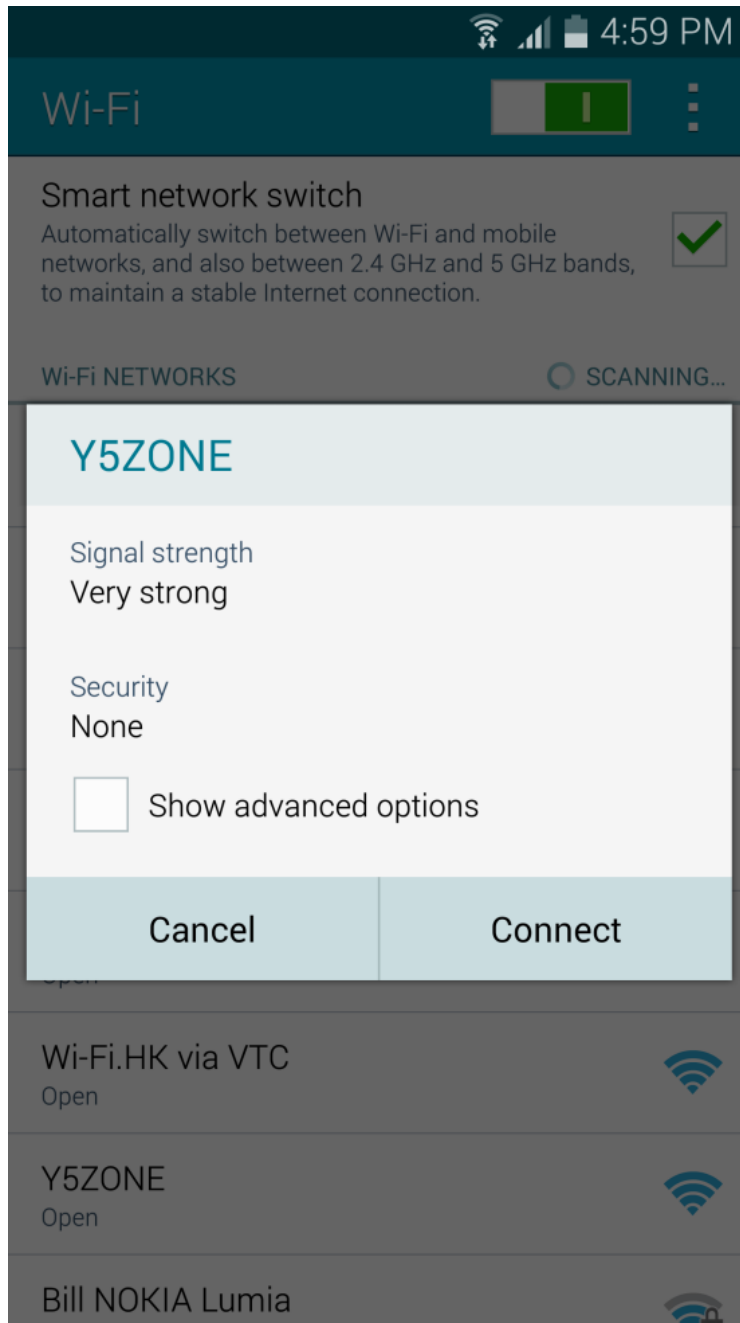 4:59 PM
Wi-Fi
Smart network switch
Automatically switch between Wi-Fi and mobile
networks, and also between 2.4 GHz and 5 GHz bands,
to maintain a stable Internet connection.
Wi-Fi NETWORKS
SCANNING...
Y5ZONE
Signal strength
Very strong
Security
None
Show advanced options
Cancel
Connect
Open
Wi-Fi.HK via VTC
Open
Y5ZONE
Open
Bill NOKIA Lumia